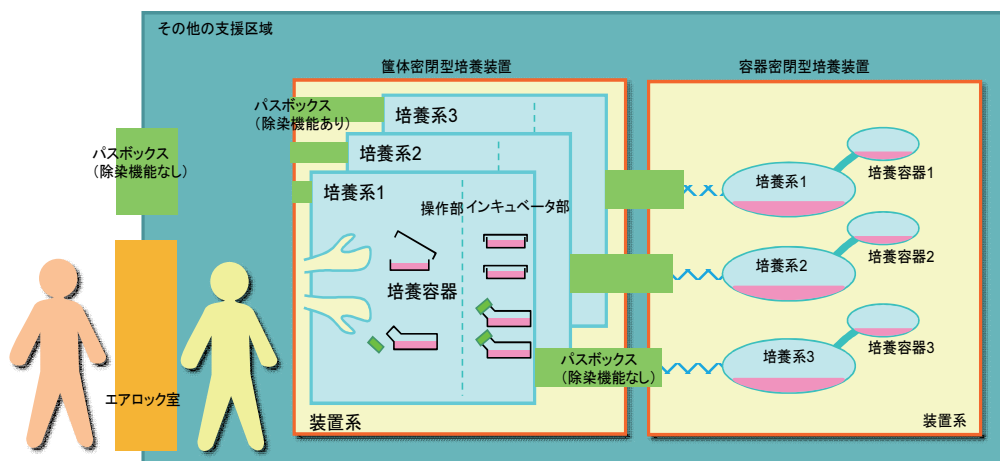 その他の支援区域
筐体密閉型培養装置
容器密閉型培養装置
パスボックス
（除染機能あり）
培養系3
培養系2
培養系1
操作部
インキュベータ部
培養容器
パスボックス
（除染機能なし）
エアロック室
パスボックス
（除染機能なし）
装置系
培養系1
培養容器1
培養系2
培養容器2
培養系3
培養容器3
装置系